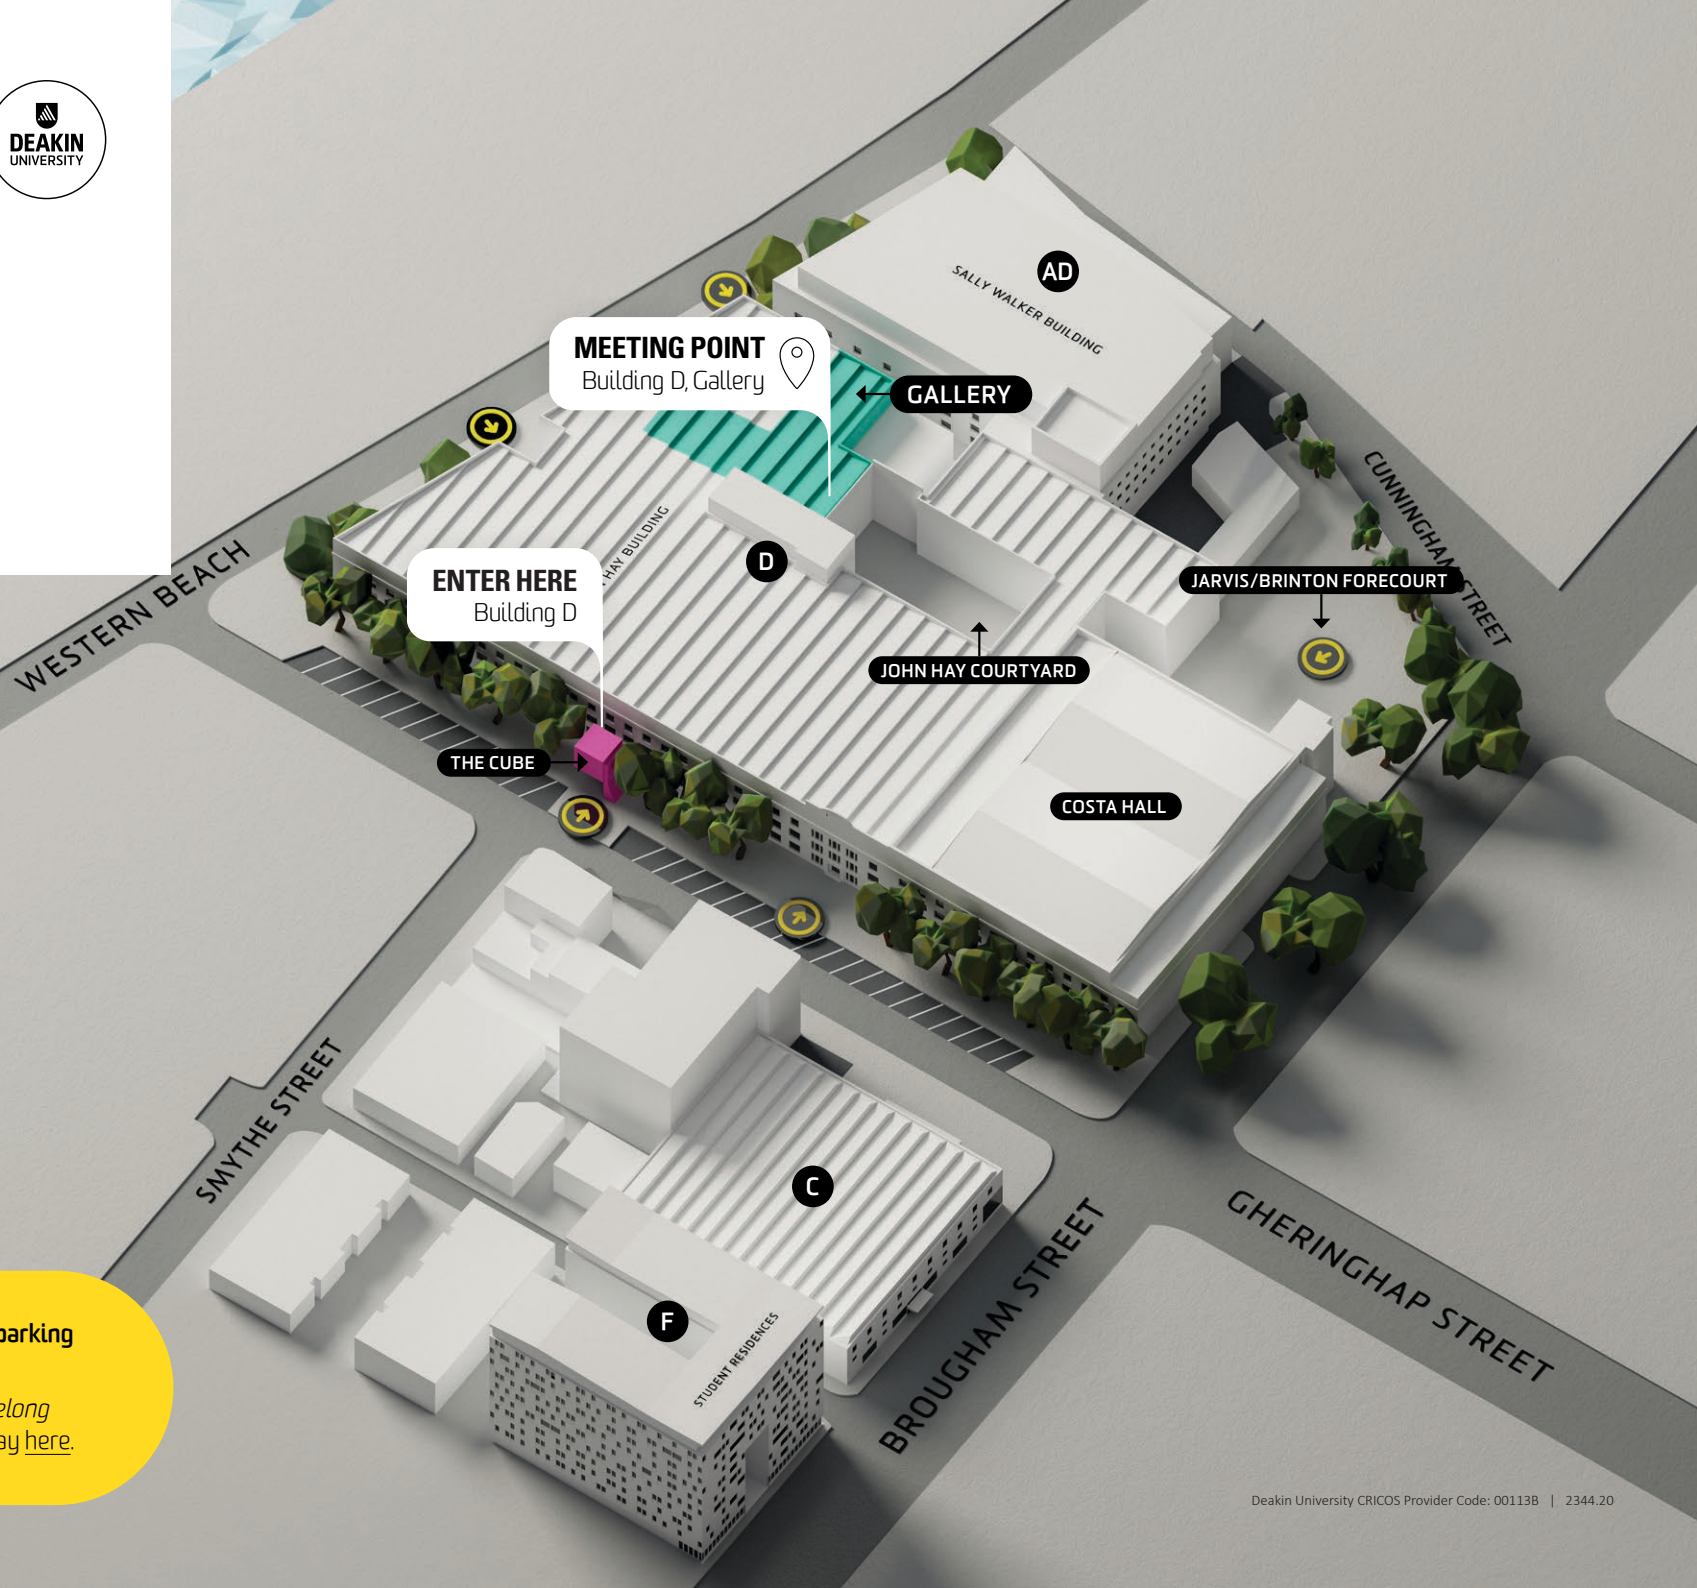 DEAKIN
UNIVERSITY
AD
SALLY WALKER BUILDING
MEETING POINT
Building D, Gallery
GALLERY
CUNNINGHAM STREET
HAY BUILDING
D
WESTERN BEACH
ENTER HERE
Building D
JARVIS/BRINTON FORECOURT
JOHN HAY COURTYARD
THE CUBE
COSTA HALL
SMYTHE STREET
C
BROUGHAM STREET
GHERINGHAP STREET
F
STUDENT RESIDENCES
parking
elong
ay here.
Deakin University CRICOS Provider Code: 00113B | 2344.20